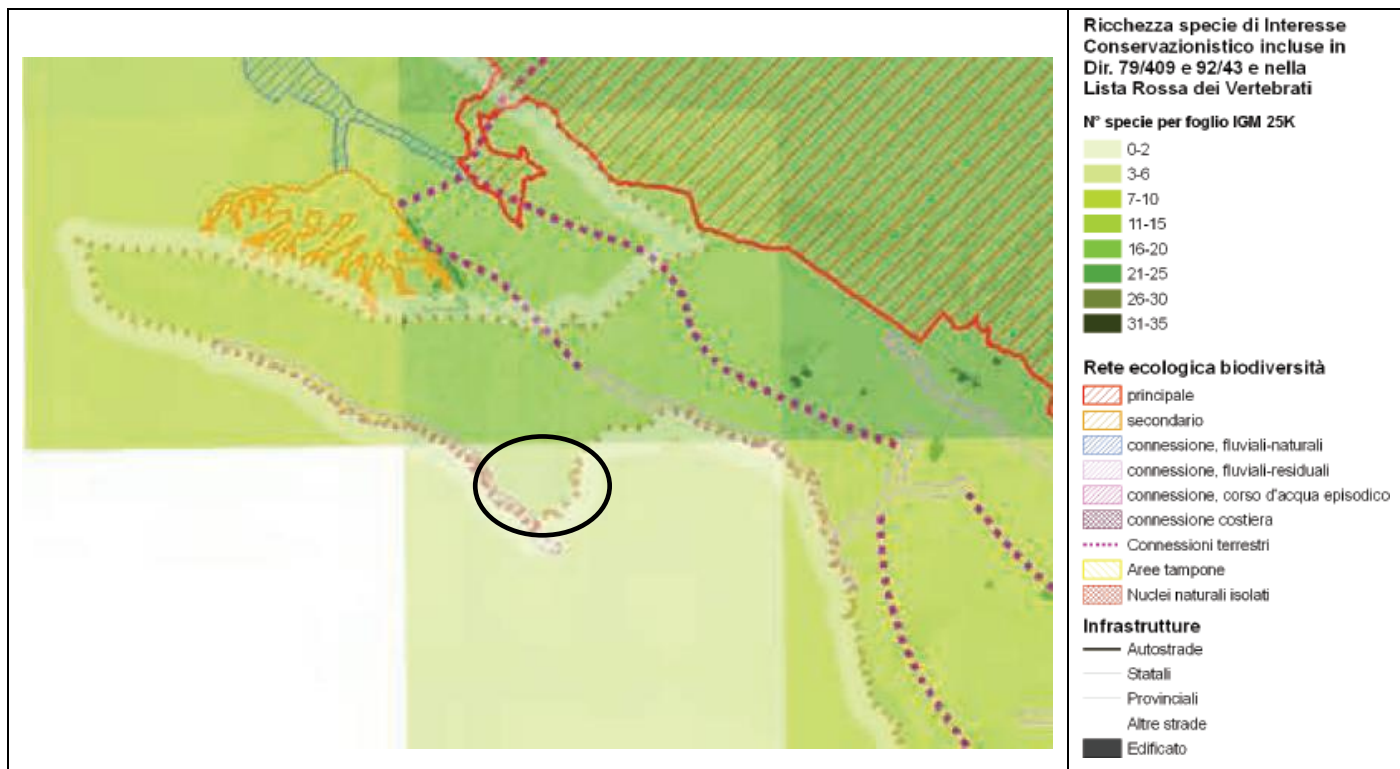 Ricchezza specie di Interesse
Conservazionistico incluse in
Dir. 79/409 e 92/43 e nella
Lista Rossa dei Vertebrati
N° specie per foglio IGM 25K
0-2
3-6
7-10
11-15
16-20
21-25
26-30
31-35
Rete ecologica biodiversità
principale
secondario
connessione, fluviali-naturali
connessione, fluviali-residuali
connessione, corso d'acqua episodico
connessione costiera
Connessioni terrestri
Aree tampone
Nuclei naturali isolati
Infrastrutture
Autostrade
Statali
Provinciali
Altre strade
Edificato